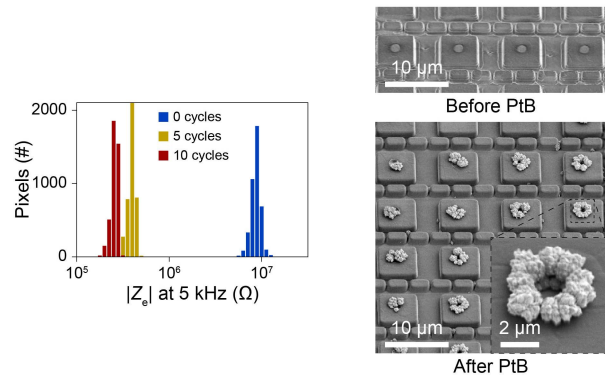 2000
1000
0
Pixels (#)
0 cycles
5 cycles
10 cycles
10⁵
10⁶
10⁷
|Zₑ| at 5 kHz (Ω)
10 µm
Before PtB
10 µm
2 µm
After PtB